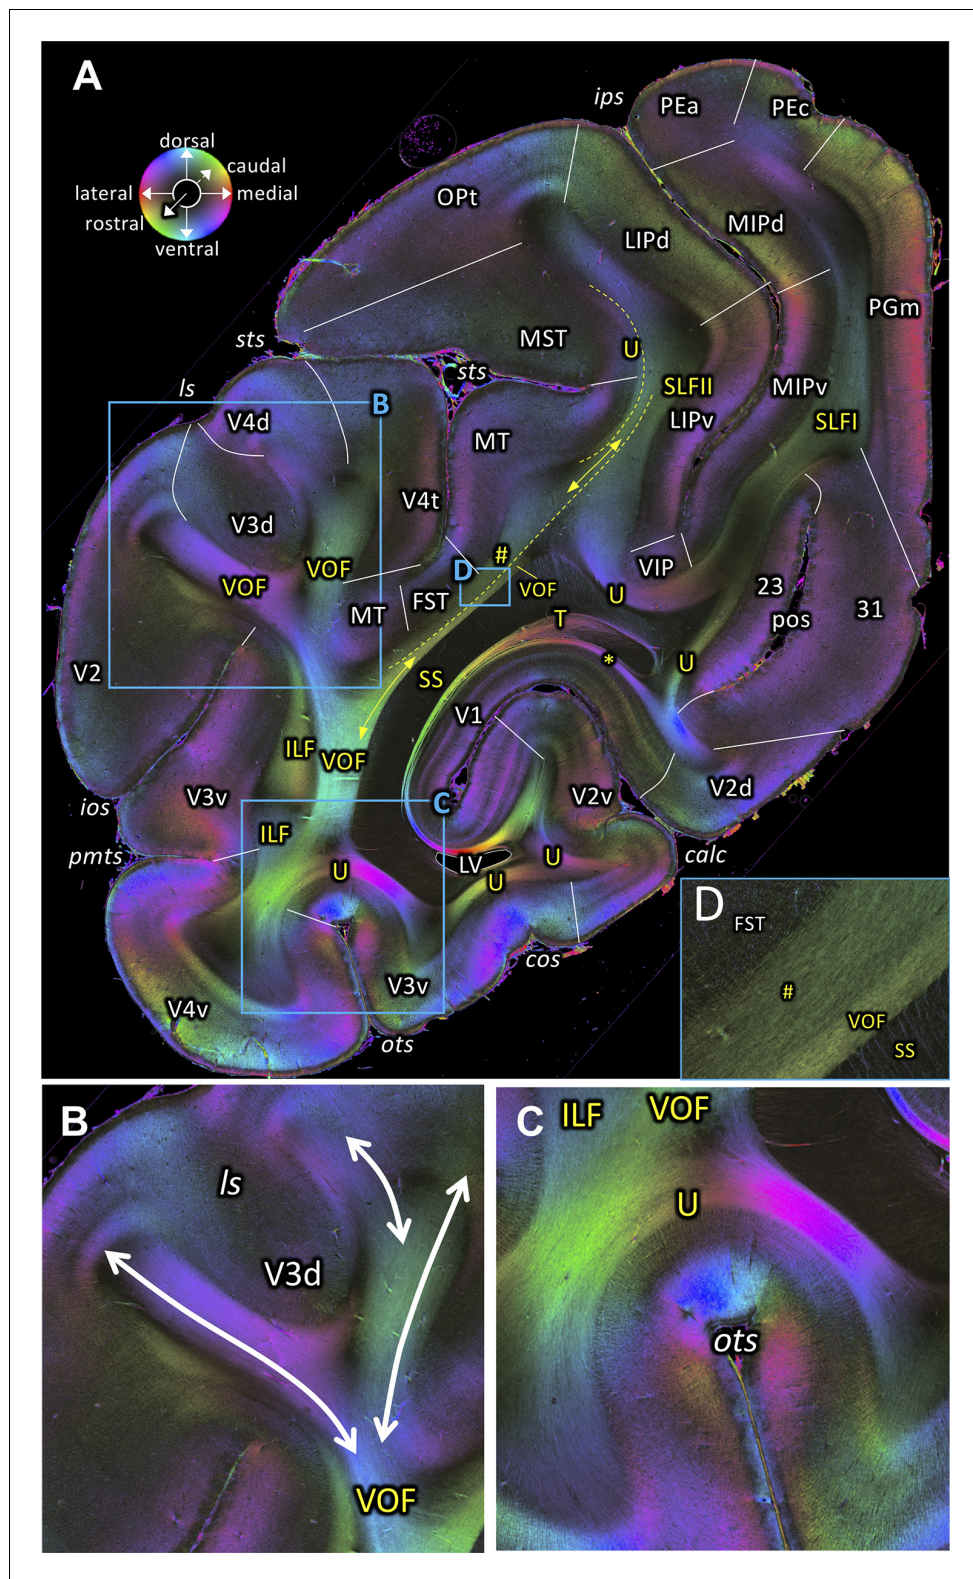 A
ips
PEa
PEc
dorsal
caudal
lateral
medial
rostral
ventral
OPt
LIPd
MIPd
PGm
sts
MST
U
sts
SLFII
MIPv
ls
B
V4d
MT
LIPv
SLFI
V4t
V3d
VOF
VOF
#
D
VOF
VIP
MT
FST
U
23
pos
31
T
*
V2
SS
U
V1
ILF
VOF
V2d
ios
V3v
C
V2v
pmts
ILF
U
LV
U
U
calc
D
FST
cos
V3v
V4v
#
VOF
SS
ots
B
ls
V3d
VOF
C
ILF
VOF
U
ots